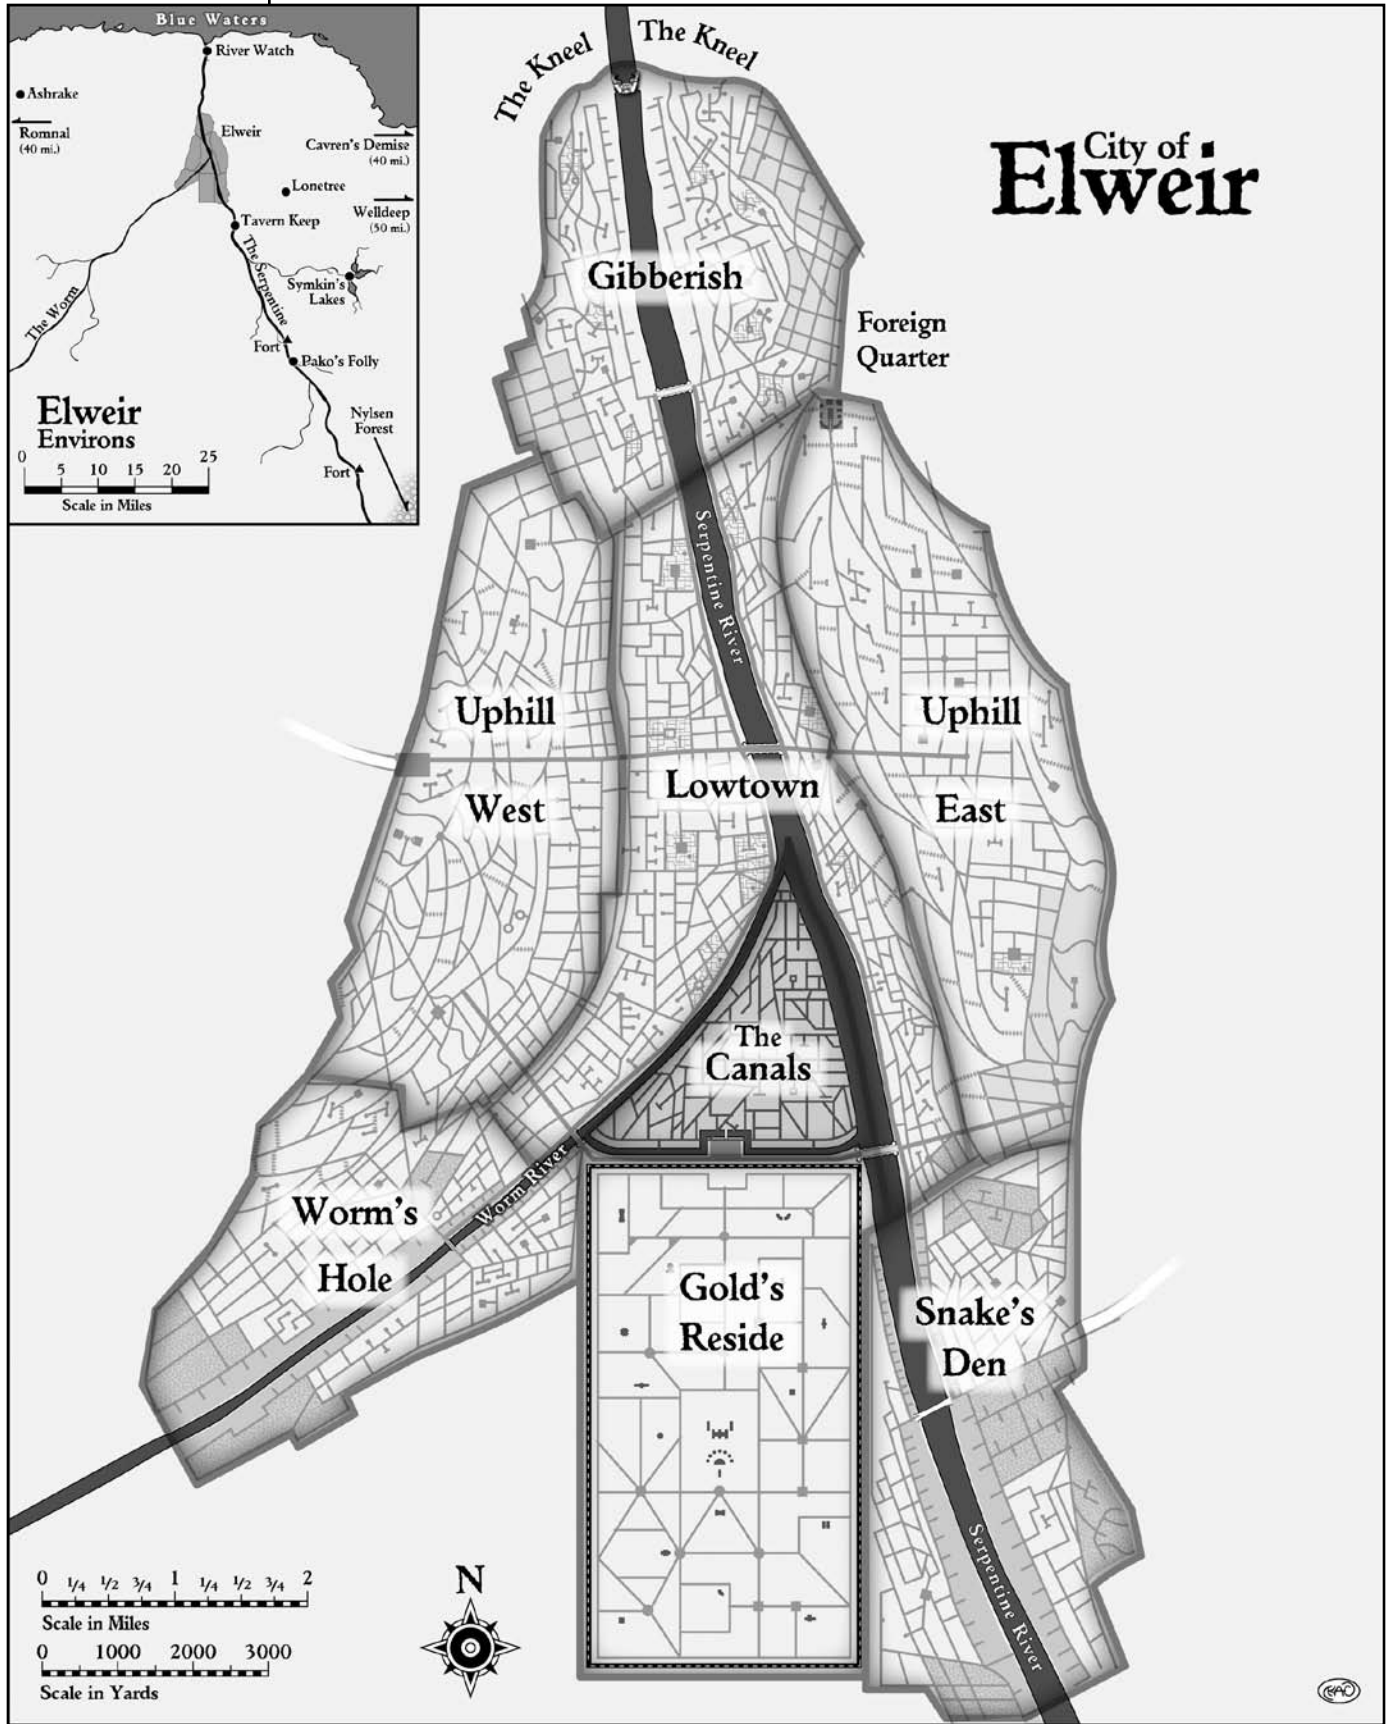 Blue Waters
River Watch
Ashrake
Romnal
(40 mi.)
Elweir
Cavren's Demise
(40 mi.)
Lonetree
Welldeep
(50 mi.)
Tavern Keep
The Serpentine
Symkin's
Lakes
The Worm
Fort
Pako's Folly
Elweir
Environs
Nylsen
Forest
0 5 10 15 20 25
Scale in Miles
Fort
The Kneel
The Kneel
City of
Elweir
Gibberish
Foreign
Quarter
Serpentine River
Uphill
West
Uphill
East
Lowtown
The
Canals
Worm River
Worm's
Hole
Gold's
Reside
Snake's
Den
Serpentine River
0 1/4 1/2 3/4 1 1/4 1/2 3/4 2
Scale in Miles
0 1000 2000 3000
Scale in Yards
N